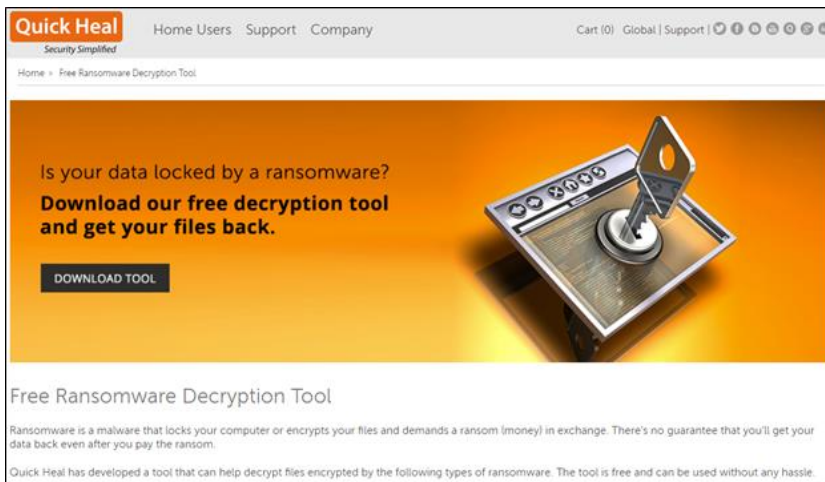 Quick Heal
Security Simplified
Home Users Support Company
Cart (0) Global | Support |
Home > Free Ransomware Decryption Tool
Is your data locked by a ransomware?
Download our free decryption tool
and get your files back.
DOWNLOAD TOOL
Free Ransomware Decryption Tool
Ransomware is a malware that locks your computer or encrypts your files and demands a ransom (money) in exchange. There's no guarantee that you'll get your
data back even after you pay the ransom.
Quick Heal has developed a tool that can help decrypt files encrypted by the following types of ransomware. The tool is free and can be used without any hassle.